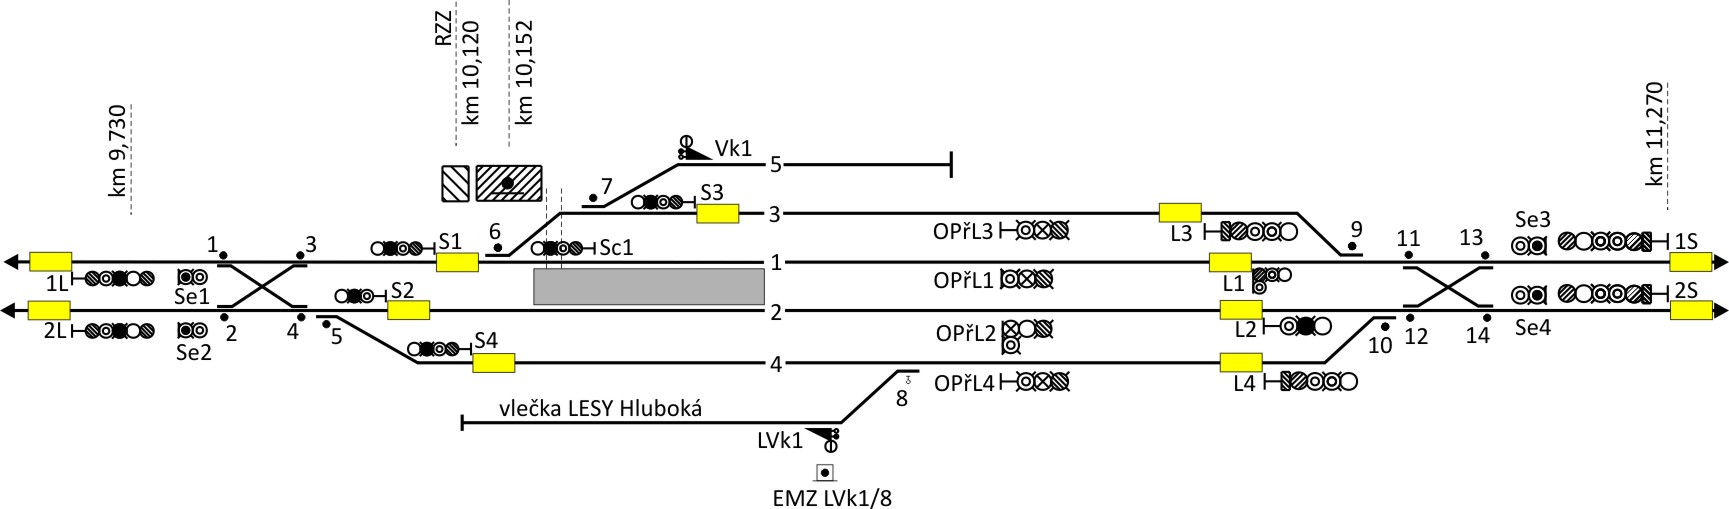 km 9,730
RZZ
km 10,120
km 10,152
km 11,270
Vk1
5
7
S3
3
6
S1
Sc1
1
3
1
1L
Se1
S2
2
2L
Se2
2
4
5
S4
4
OPřL3
L3
9
11
13
Se3
1S
OPřL1
L1
OPřL2
L2
10
12
14
Se4
2S
OPřL4
L4
8
vlečka LESY Hluboká
LVk1
EMZ LVk1/8